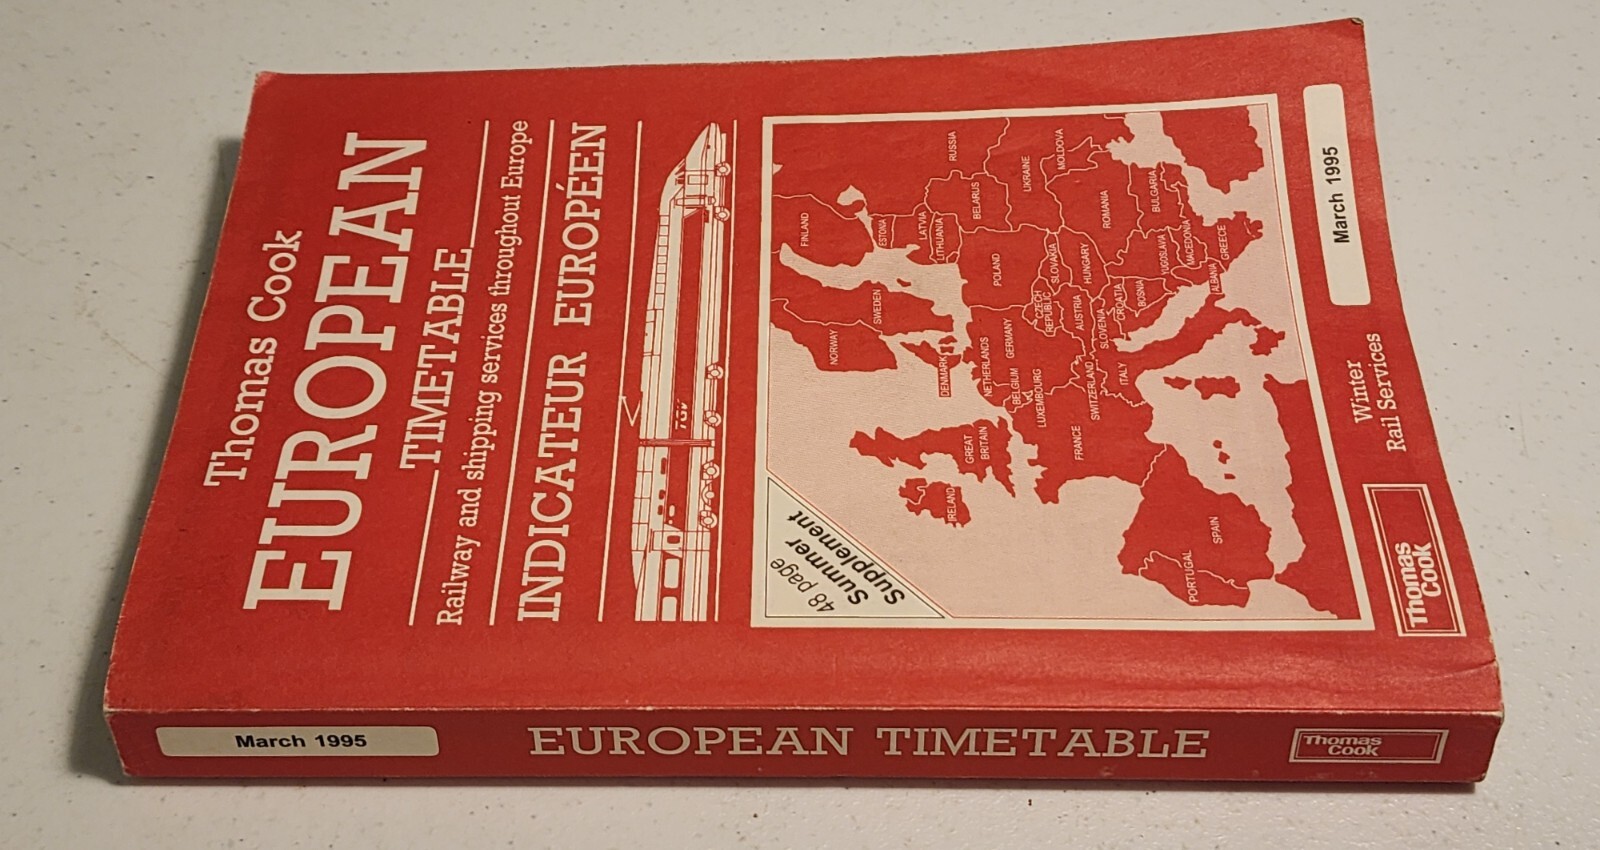 Thomas Cook
EUROPEAN
TIMETABLE
Railway and shipping services throughout Europe
INDICATEUR EUROPÉEN
TGV
48 page
Summer
Supplement
FINLAND
NORWAY
SWEDEN
ESTONIA
LATVIA
LITHUANIA
RUSSIA
BELARUS
UKRAINE
MOLDOVA
DENMARK
IRELAND
GREAT
BRITAIN
NETHERLANDS
BELGIUM
LUXEMBOURG
GERMANY
POLAND
CZECH
REPUBLIC
SLOVAKIA
FRANCE
SWITZERLAND
AUSTRIA
HUNGARY
ROMANIA
SLOVENIA
CROATIA
BOSNIA
YUGOSLAVIA
BULGARIA
MACEDONIA
ITALY
ALBANIA
GREECE
PORTUGAL
SPAIN
Thomas
Cook
Winter
Rail Services
March 1995
March 1995
EUROPEAN TIMETABLE
Thomas
Cook